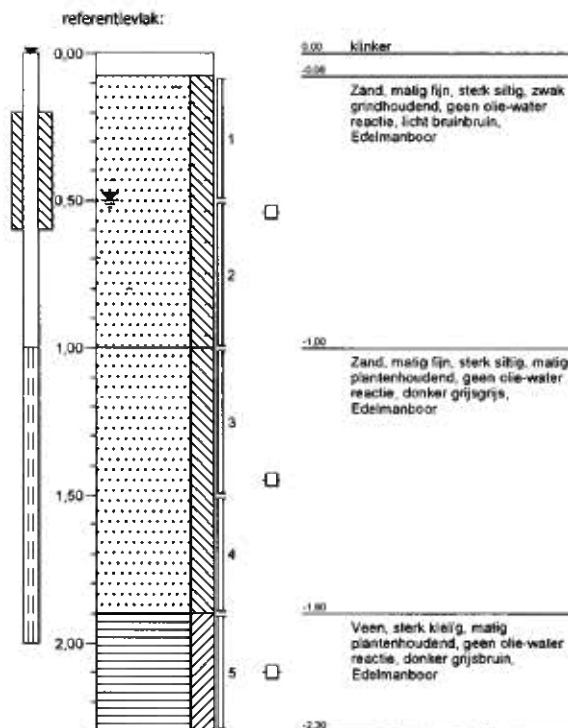 referentievlak:
0,00
0,50
1,00
1,50
2,00
1
2
3
4
5
0,00 klinker
-0,08
Zand, matig fijn, sterk siltig, zwak
grindhoudend, geen olie-water
reactie, licht bruinbruin,
Edelmanboor
-1,00
Zand, matig fijn, sterk siltig, matig
plantenhoudend, geen olie-water
reactie, donker grijsgrijs,
Edelmanboor
-1,90
Veen, sterk kleiïg, matig
plantenhoudend, geen olie-water
reactie, donker grijsbruin,
Edelmanboor
-2,30